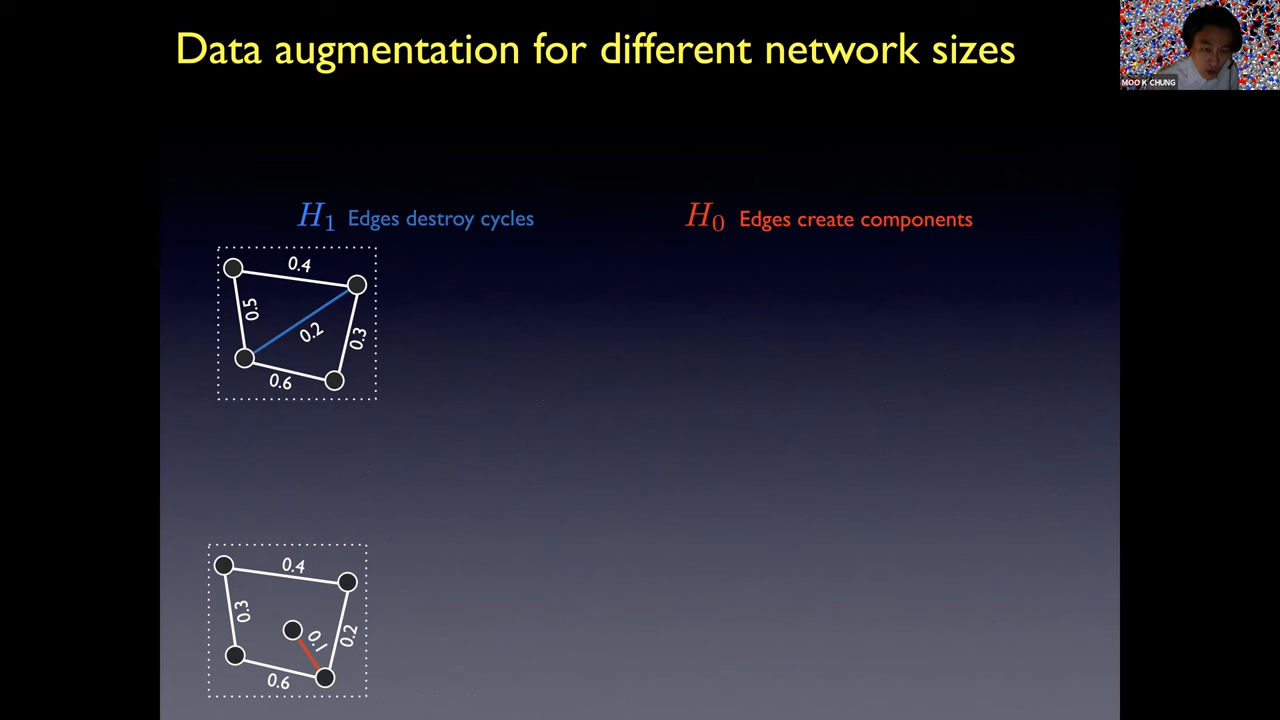 Data augmentation for different network sizes
MOO K CHUNG
H1 Edges destroy cycles
H0 Edges create components
0.4
0.5
0.2
0.3
0.6
0.4
0.3
0.1
0.2
0.6